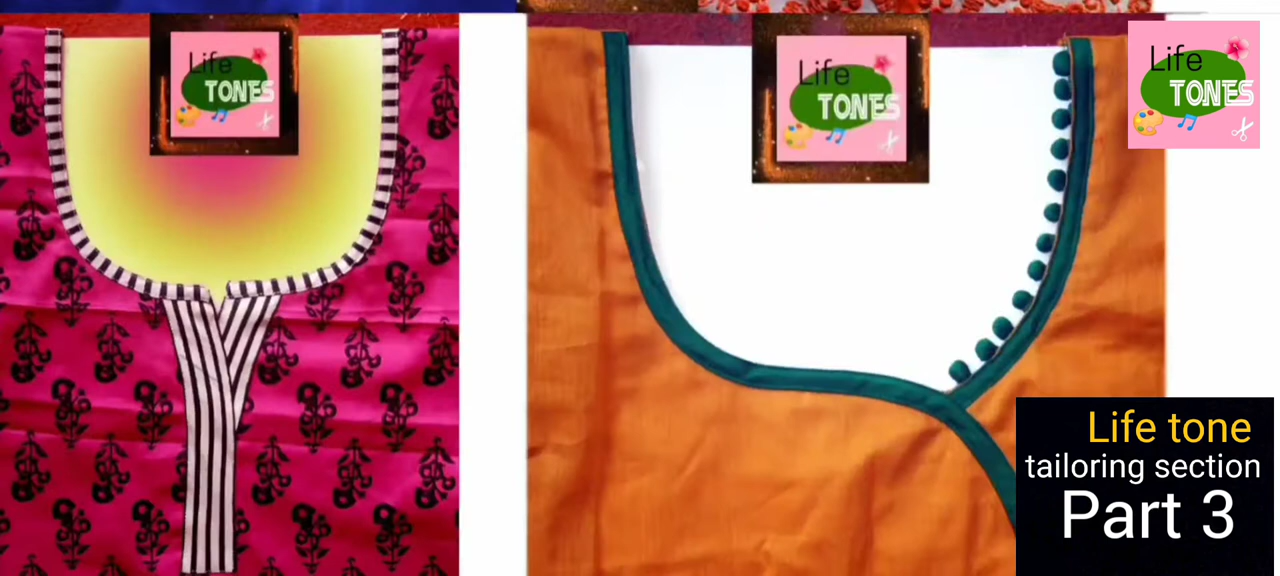 Life
TONES
Life
TONES
Life
TONES
Life tone
tailoring section
Part 3